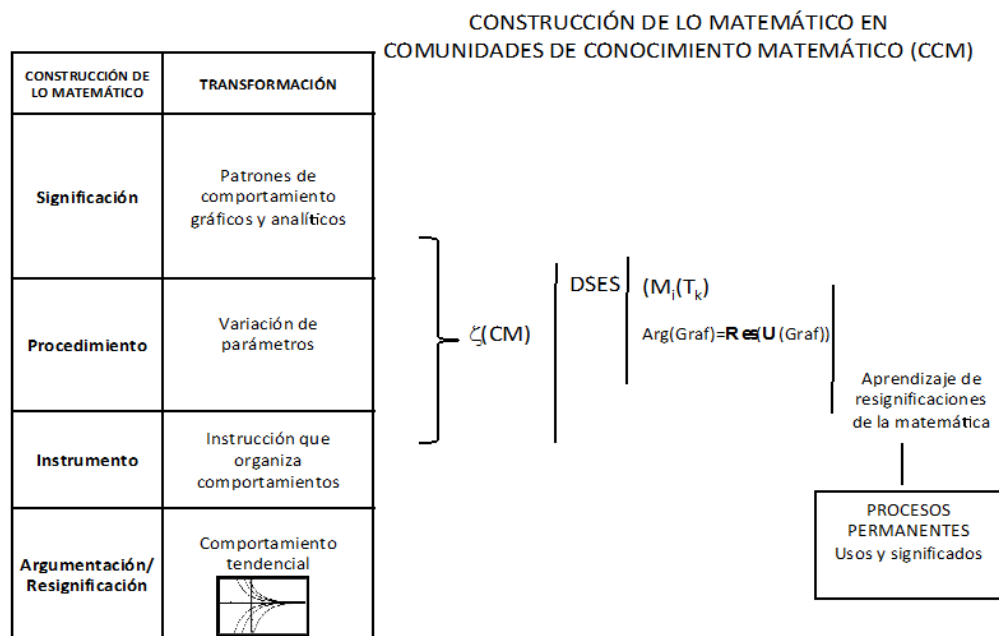 CONSTRUCCIÓN DE LO MATEMÁTICO EN
COMUNIDADES DE CONOCIMIENTO MATEMÁTICO (CCM)
CONSTRUCCIÓN DE
LO MATEMÁTICO
TRANSFORMACIÓN
Significación
Patrones de
comportamiento
gráficos y analíticos
Procedimiento
Variación de
parámetros
Instrumento
Instrucción que
organiza
comportamientos
Argumentación/
Resignificación
Comportamiento
tendencial
ζ(CM)
DSES
(Mi(Tk)
Arg(Graf)=Res(U(Graf))
Aprendizaje de
resignificaciones
de la matemática
PROCESOS
PERMANENTES
Usos y significados